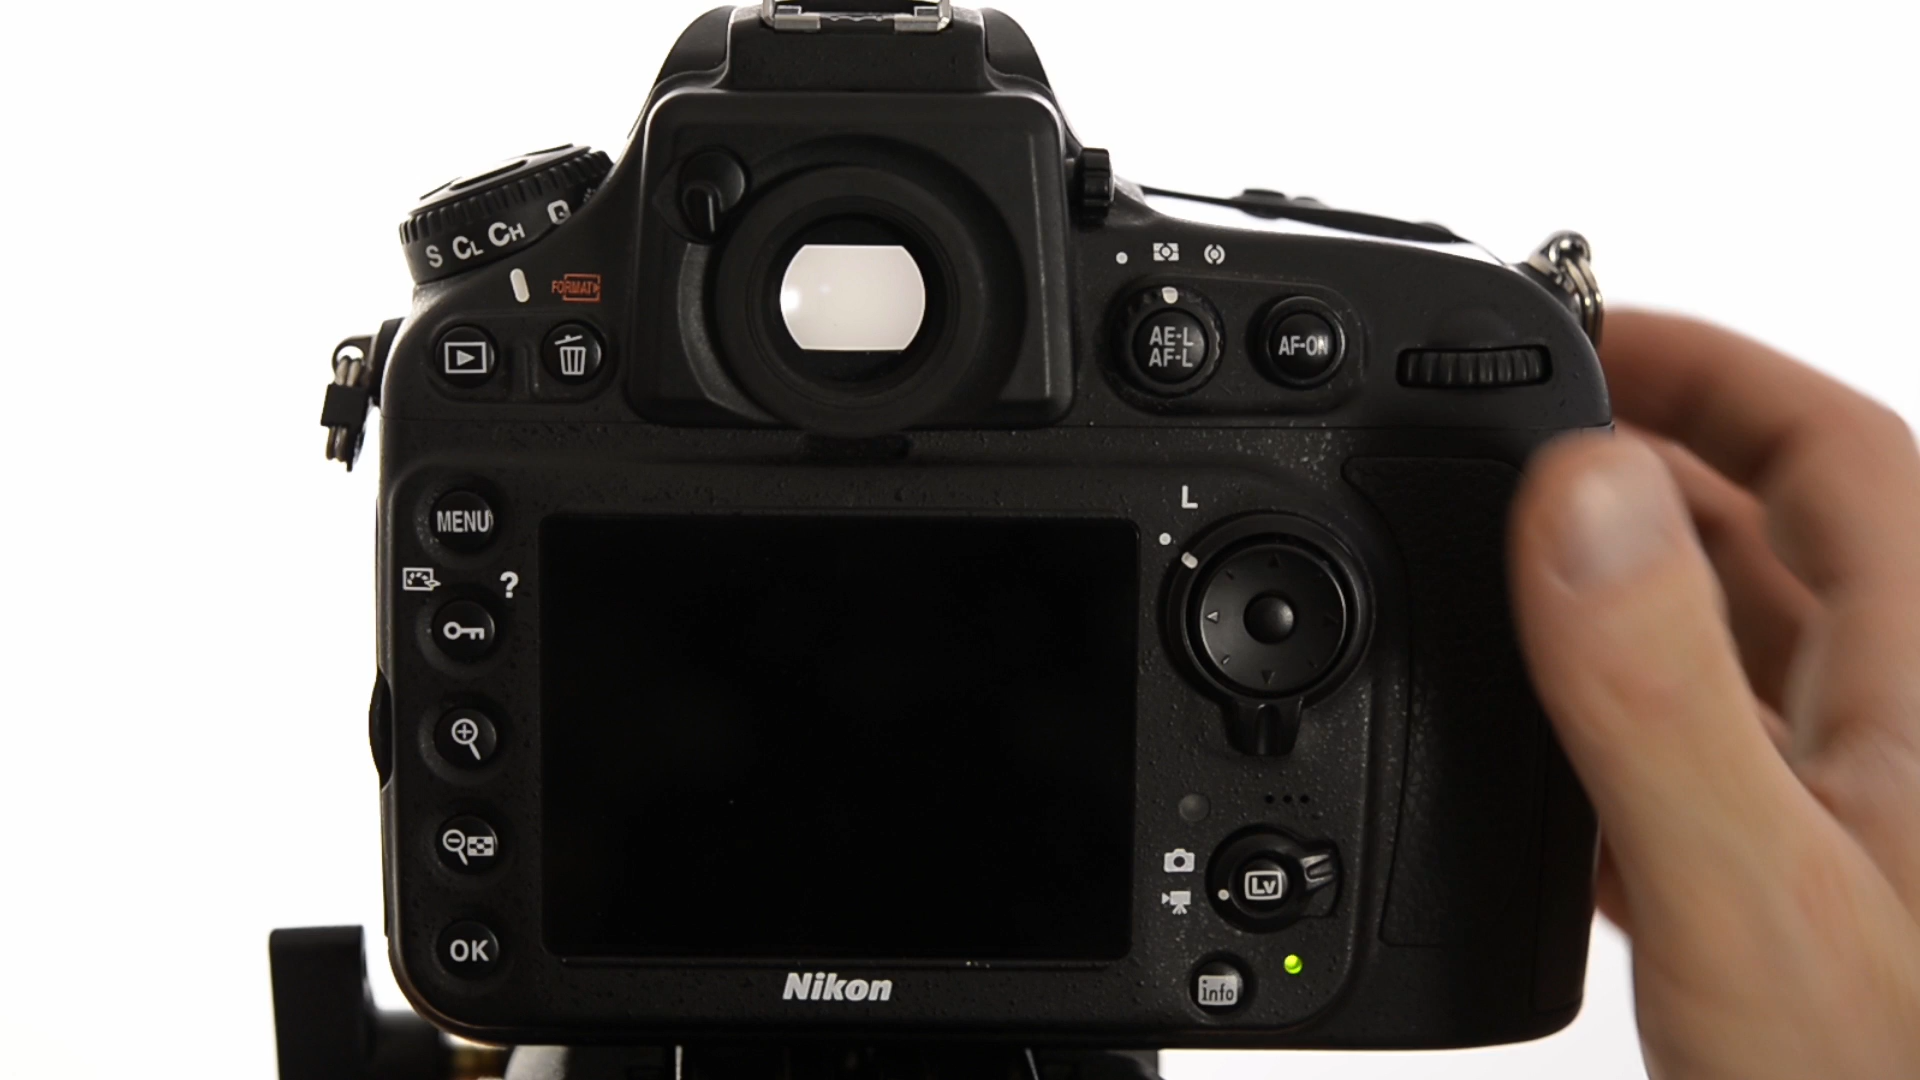 S CL CH Q
FORMAT
AE-L
AF-L
AF-ON
MENU
L
?
Lv
OK
Nikon
info